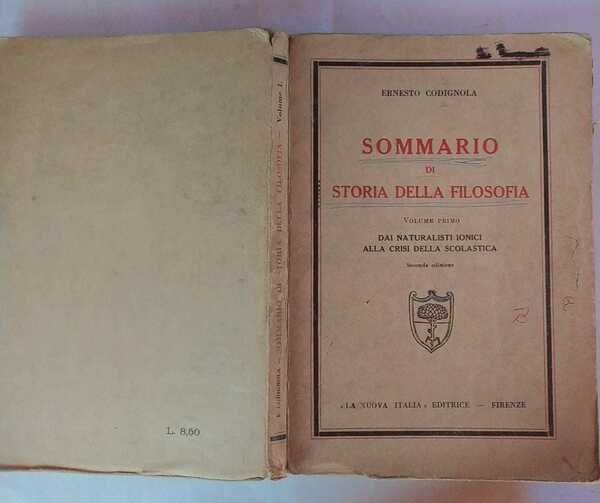 ERNESTO CODIGNOLA
SOMMARIO
DI
STORIA DELLA FILOSOFIA
VOLUME PRIMO
DAI NATURALISTI IONICI
ALLA CRISI DELLA SCOLASTICA
Seconda edizione
«LA NUOVA ITALIA» EDITRICE — FIRENZE
E. Codignola — SOMMARIO DI STORIA DELLA FILOSOFIA — Volume I.
L. 8,50